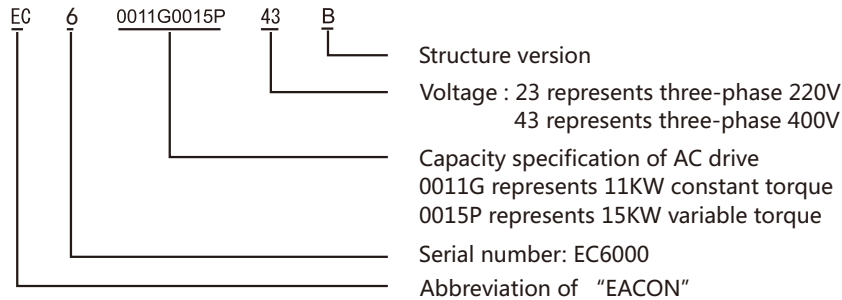 EC 6 0011G0015P 43 B
Structure version
Voltage : 23 represents three-phase 220V
43 represents three-phase 400V
Capacity specification of AC drive
0011G represents 11KW constant torque
0015P represents 15KW variable torque
Serial number: EC6000
Abbreviation of “EACON”